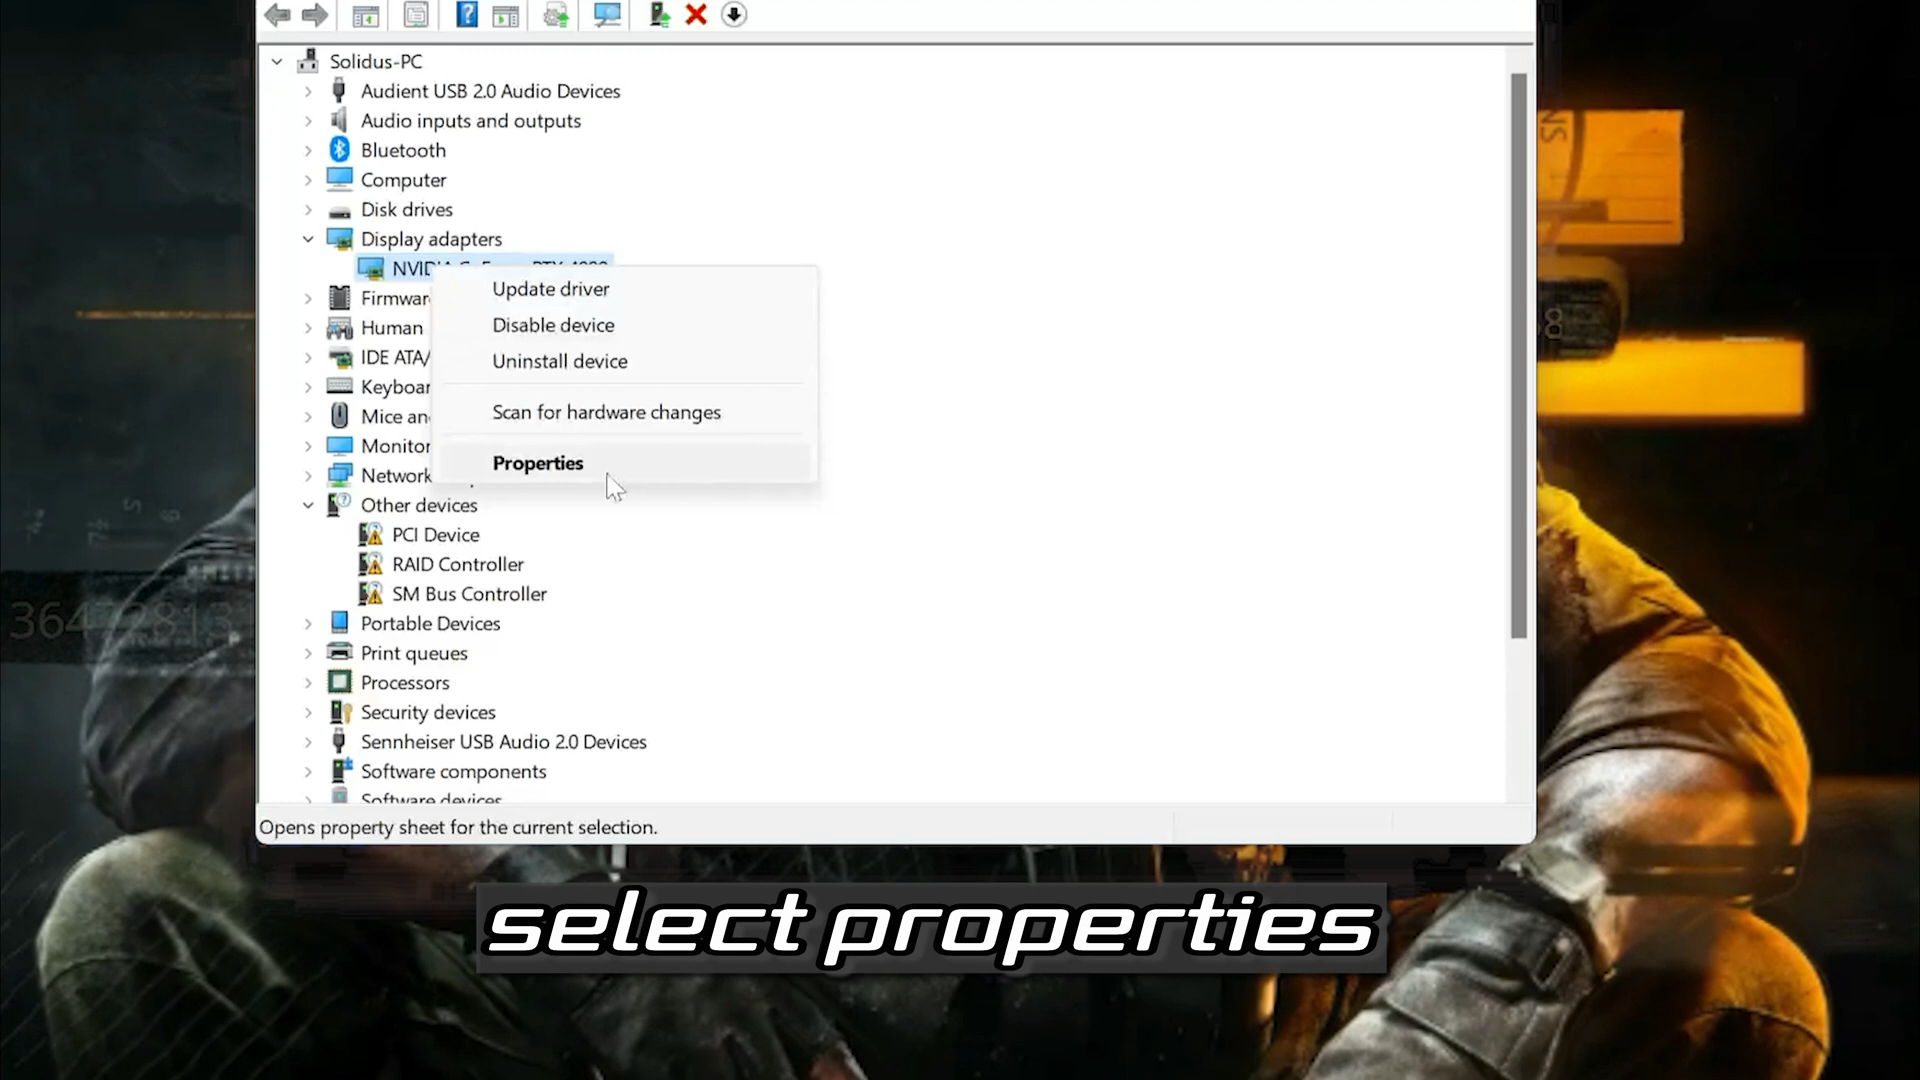 Solidus-PC
Audient USB 2.0 Audio Devices
Audio inputs and outputs
Bluetooth
Computer
Disk drives
Display adapters
Update driver
Disable device
Uninstall device
Scan for hardware changes
Properties
Human
Other devices
PCI Device
RAID Controller
SM Bus Controller
Portable Devices
Print queues
Processors
Security devices
Sennheiser USB Audio 2.0 Devices
Software components
Software devices
Opens property sheet for the current selection.
select properties